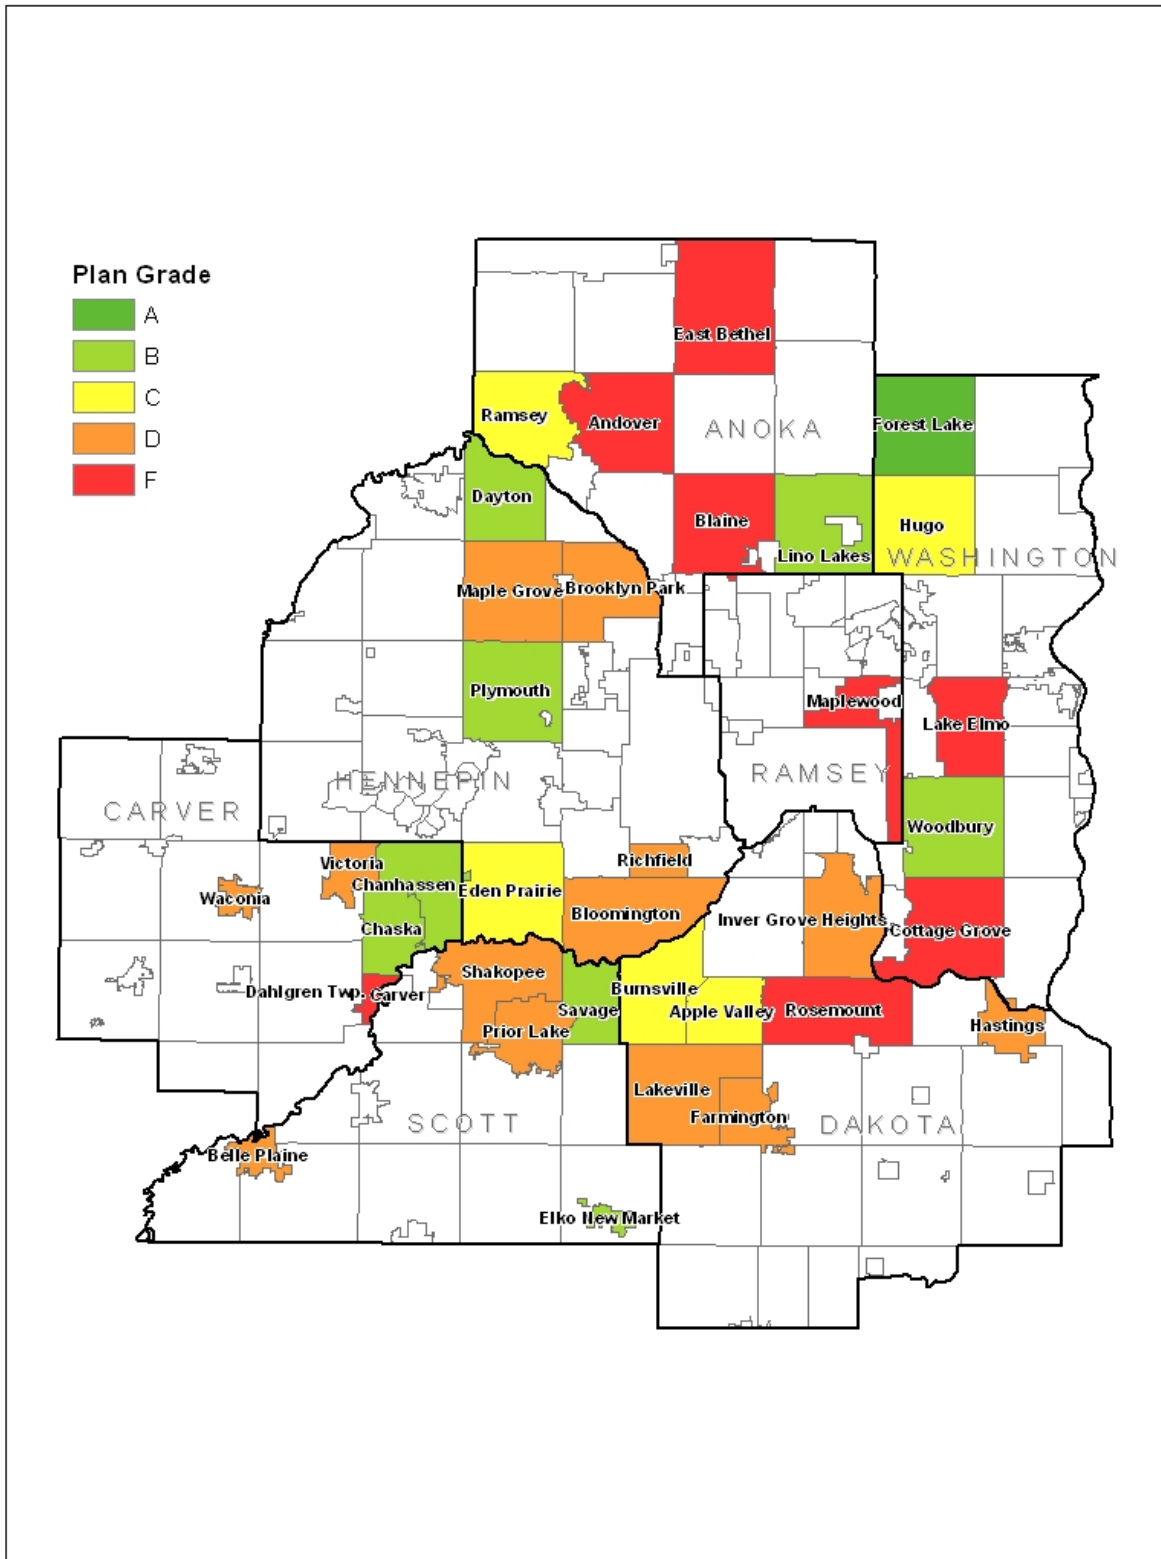 Plan Grade
A
B
C
D
F
East Bethel
Ramsey
Andover
ANOKA
Forest Lake
Dayton
Blaine
Lino Lakes
Hugo
WASHINGTON
Maple Grove
Brooklyn Park
Plymouth
Maplewood
Lake Elmo
HENNEPIN
RAMSEY
CARVER
Woodbury
Victoria
Chanhassen
Eden Prairie
Richfield
Waconia
Chaska
Bloomington
Inver Grove Heights
Cottage Grove
Shakopee
Dahlgren Twp.
Carver
Burnsville
Savage
Apple Valley
Rosemount
Prior Lake
Hastings
Lakeville
Farmington
SCOTT
DAKOTA
Belle Plaine
Elko New Market